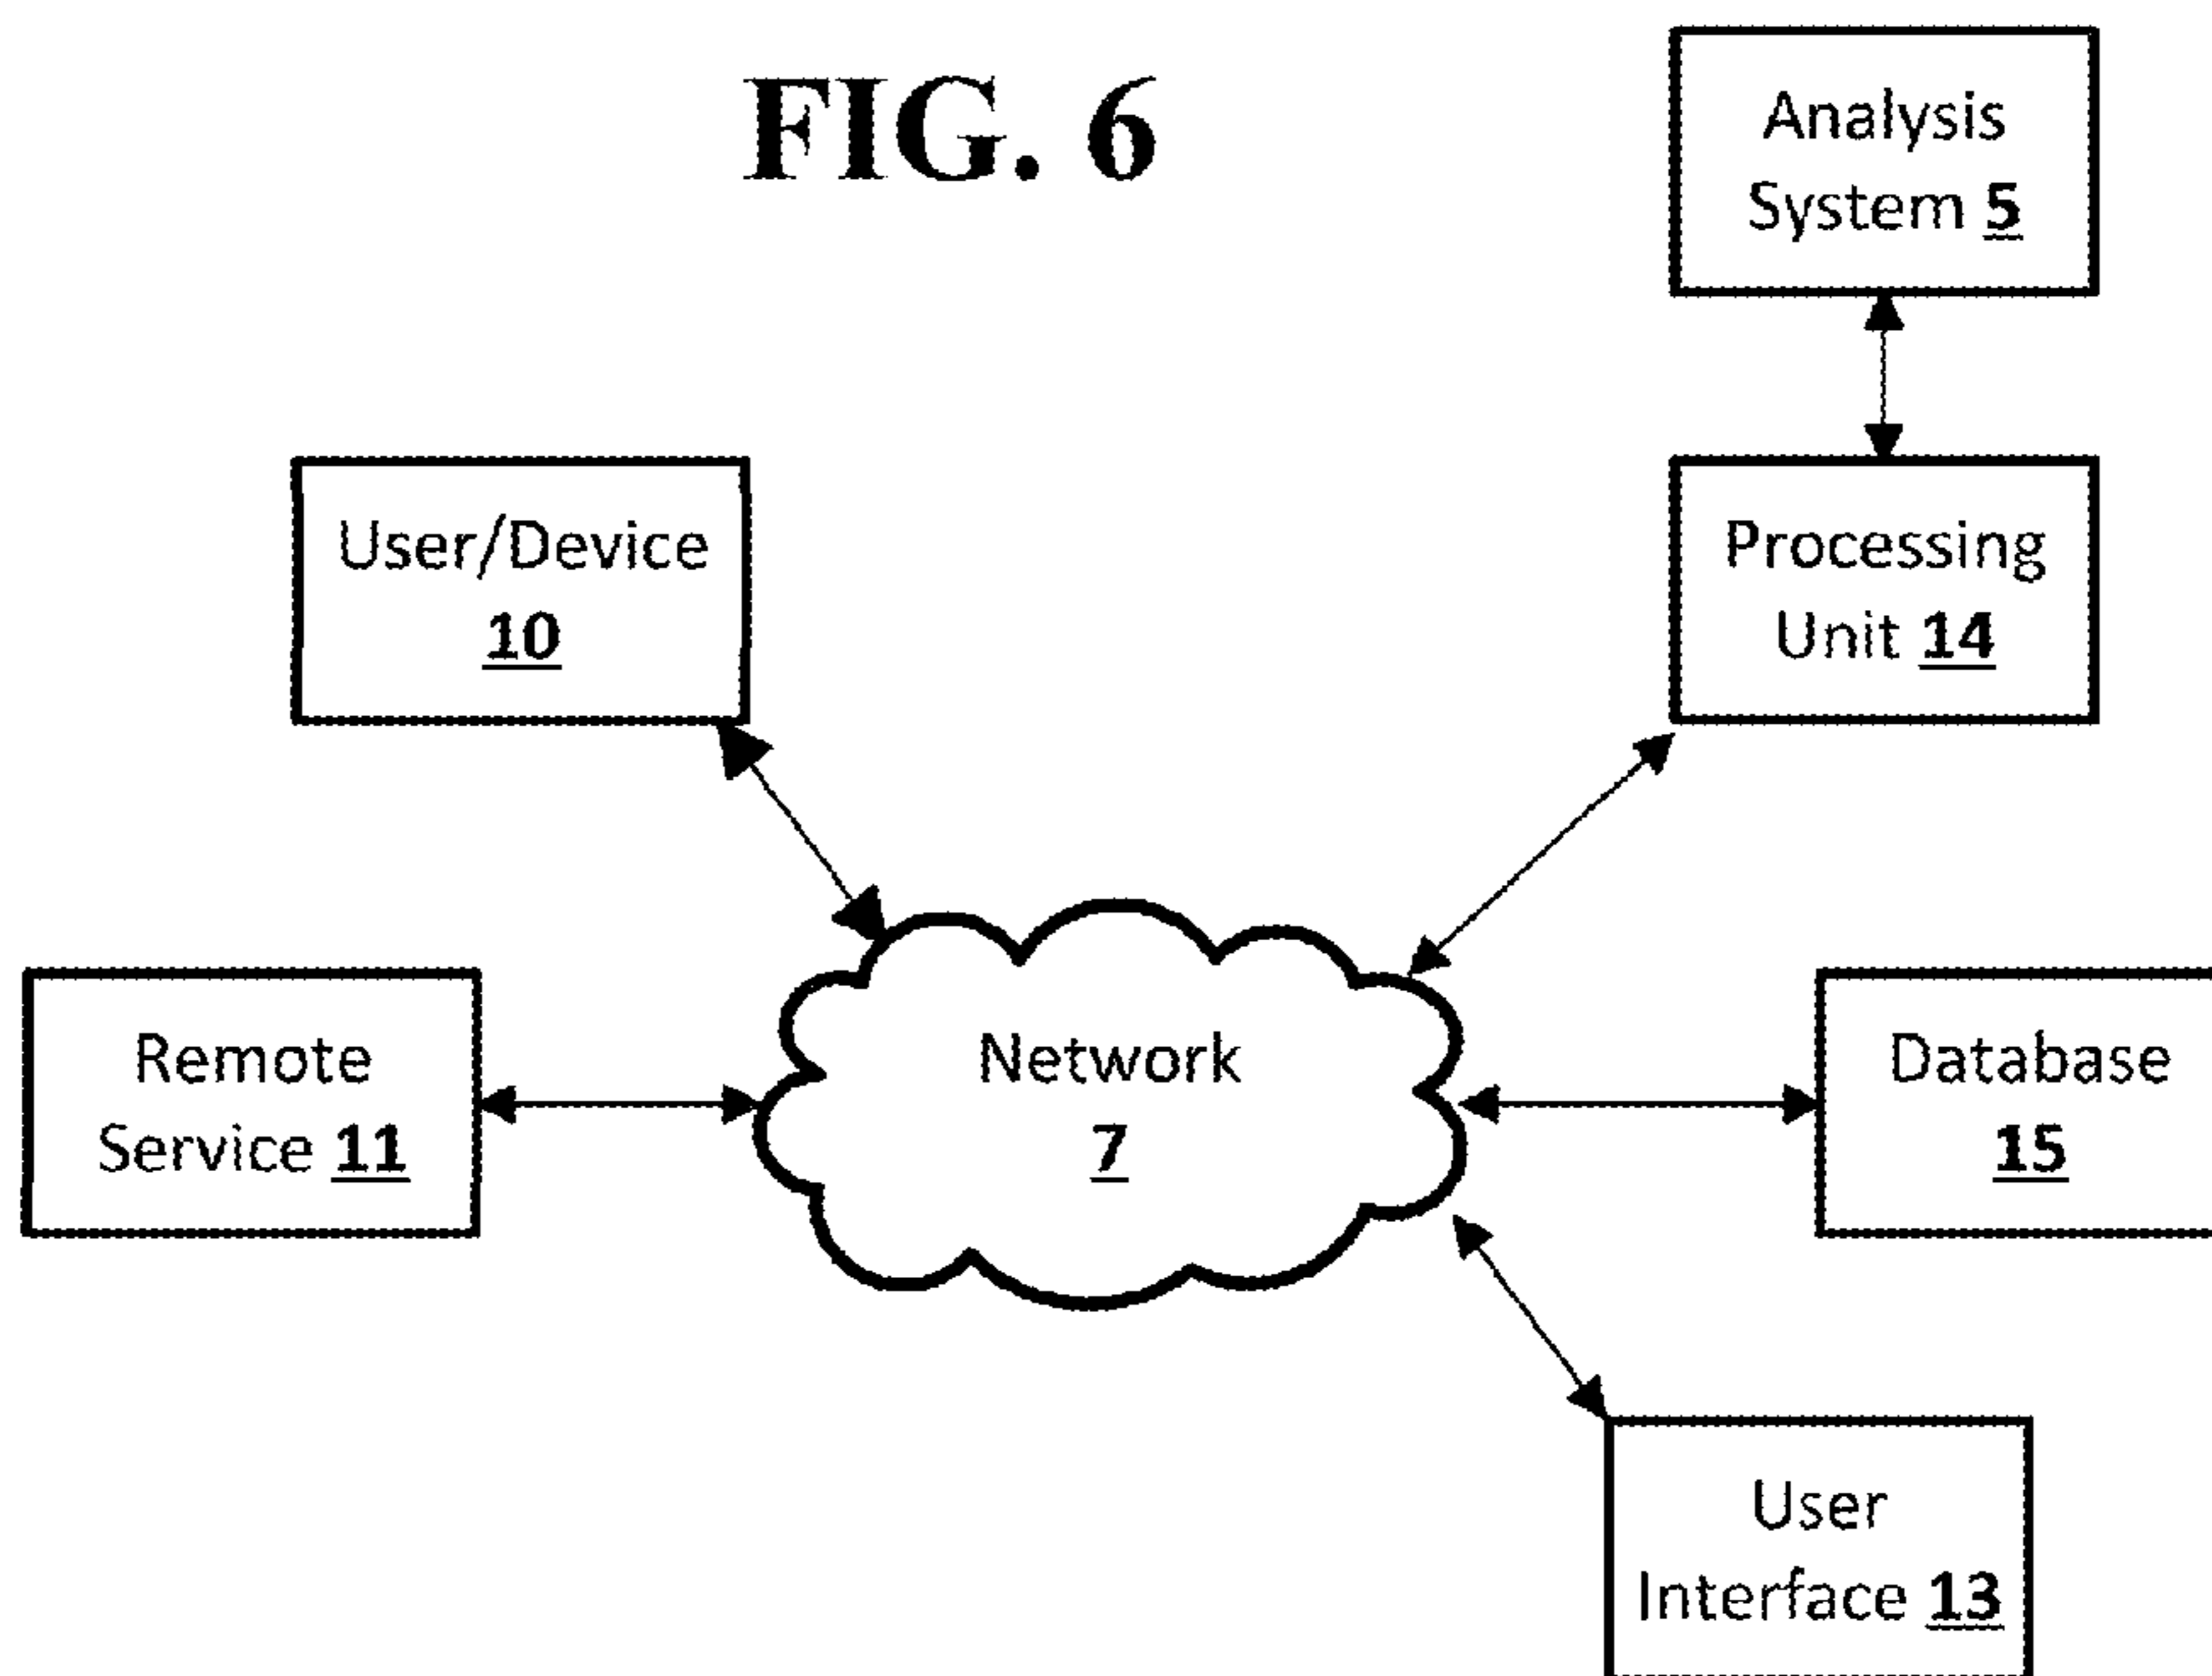 FIG. 6
Analysis
System 5
User/Device
10
Processing
Unit 14
Remote
Service 11
Network
7
Database
15
User
Interface 13